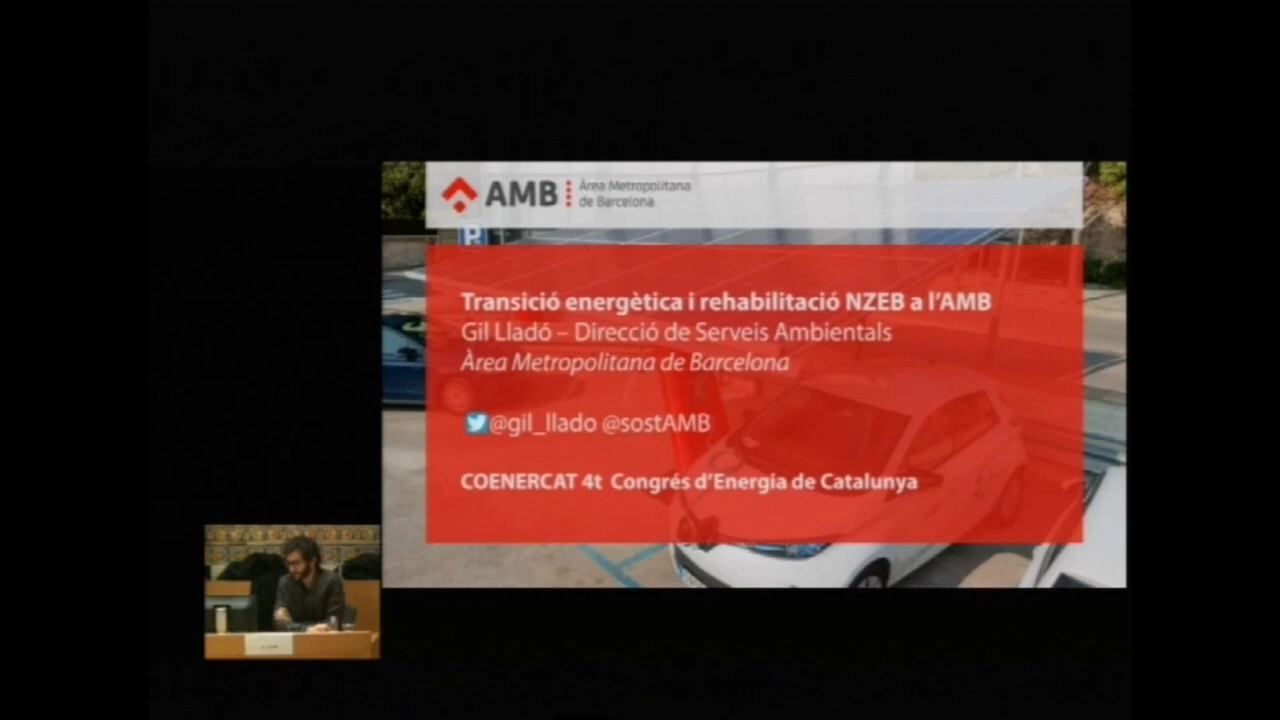 AMB
Àrea Metropolitana
de Barcelona
P
Transició energètica i rehabilitació NZEB a l'AMB
Gil Lladó – Direcció de Serveis Ambientals
Àrea Metropolitana de Barcelona
@gil_llado @sostAMB
COENERCAT 4t Congrés d'Energia de Catalunya